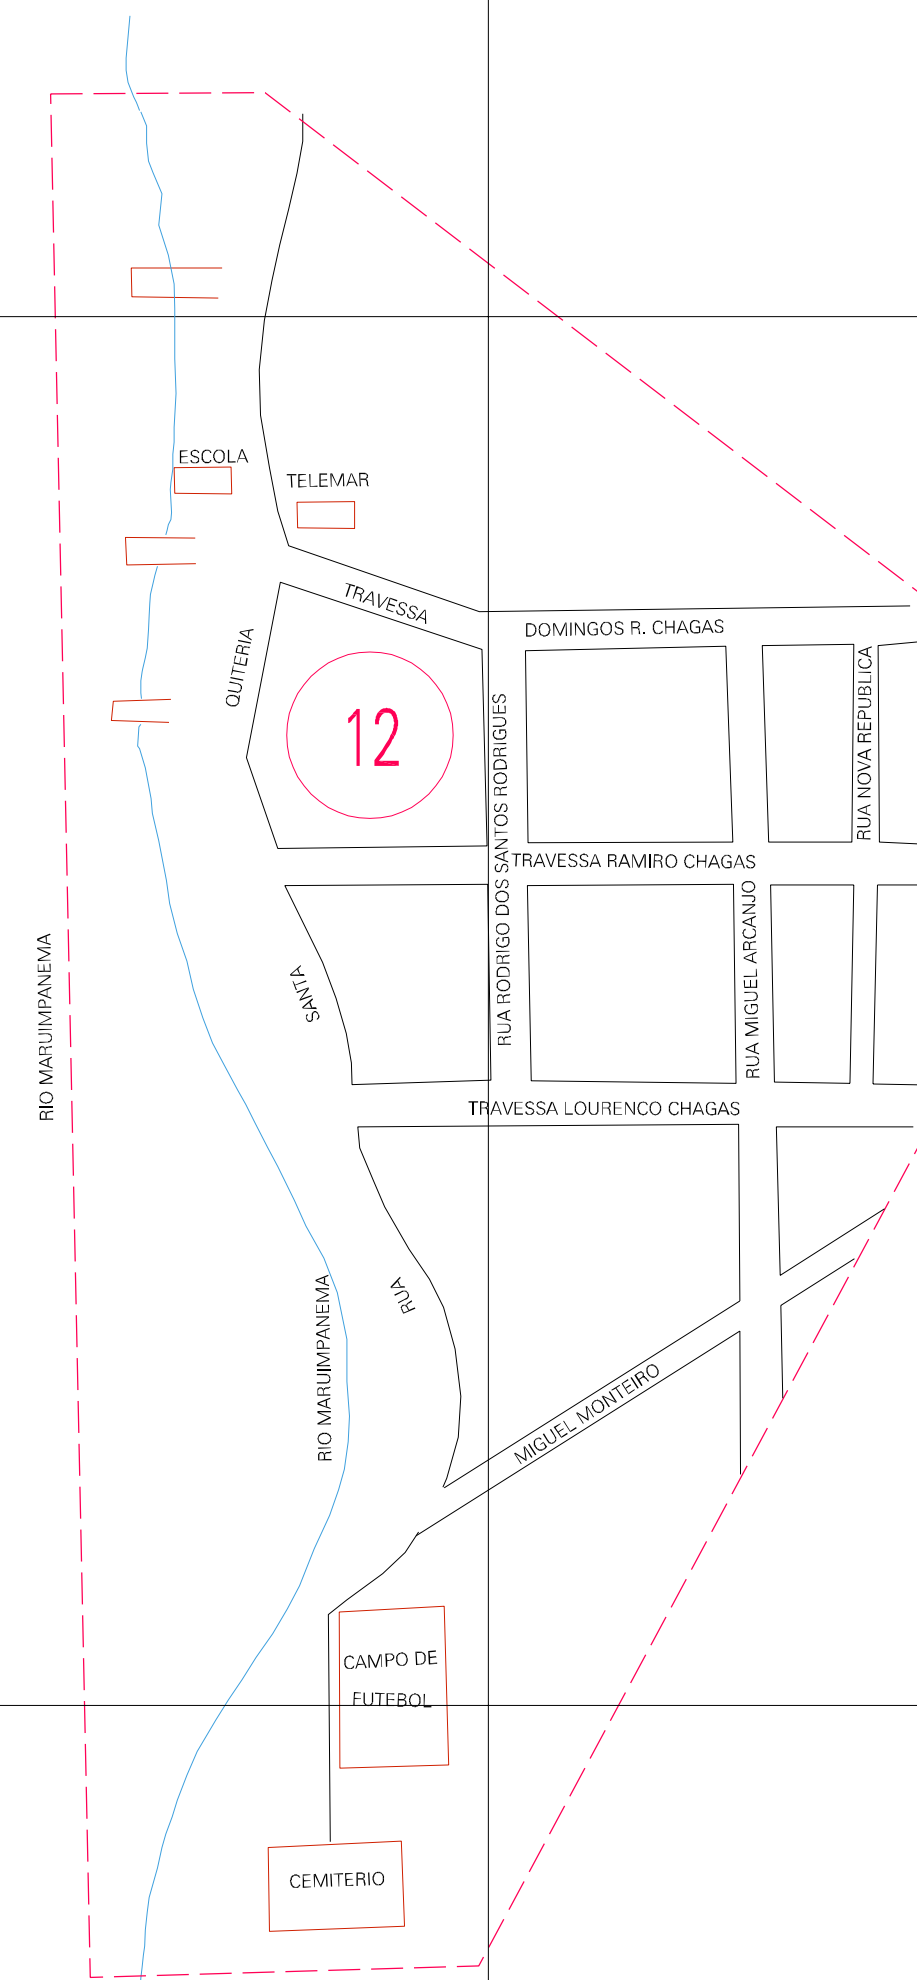 ESCOLA
TELEMAR
TRAVESSA
DOMINGOS R. CHAGAS
QUITERIA
12
RUA NOVA REPUBLICA
RUA RODRIGO DOS SANTOS RODRIGUES
TRAVESSA RAMIRO CHAGAS
RUA MIGUEL ARCANJO
SANTA
RIO MARUIMPANEMA
TRAVESSA LOURENCO CHAGAS
RUA
RIO MARUIMPANEMA
MIGUEL MONTEIRO
CAMPO DE
FUTEBOL
CEMITERIO